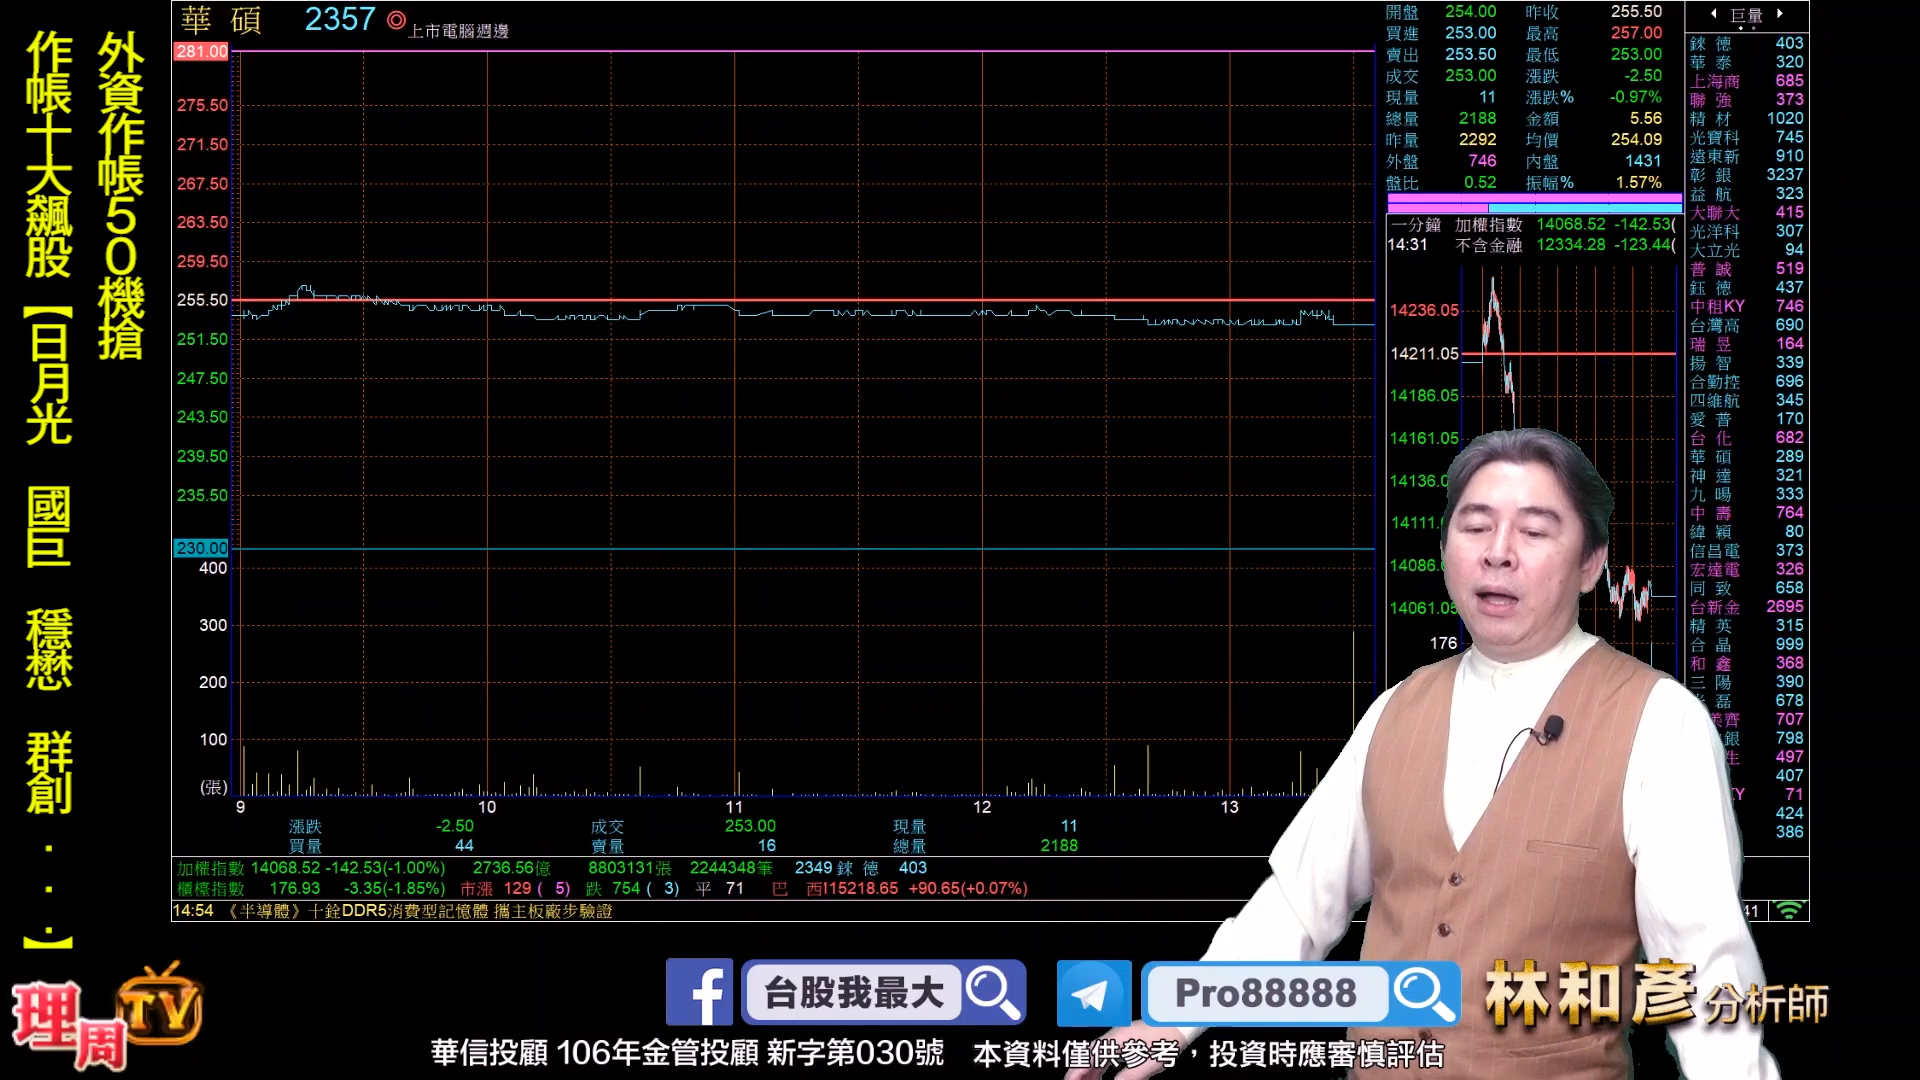 外資作帳50機搶
作帳十大飆股【日月光 國巨 穩懋 群創...】
華碩 2357 ◎上市電腦週邊
281.00
275.50
271.50
267.50
263.50
259.50
255.50
251.50
247.50
243.50
239.50
235.50
230.00
400
300
200
100
(張)
9 10 11 12 13
開盤 254.00 昨收 255.50
買進 253.00 最高 257.00
賣出 253.50 最低 253.00
成交 253.00 漲跌 -2.50
現量 11 漲跌% -0.97%
總量 2188 金額 5.56
昨量 2292 均價 254.09
外盤 746 內盤 1431
盤比 0.52 振幅% 1.57%
一分鐘 加權指數 14068.52 -142.53(
14:31 不含金融 12334.28 -123.44(
14236.05
14211.05
14186.05
14161.05
14136.0
14111.
14086.
14061.05
176
巨量
錸德 403
華泰 320
上海商 685
聯強 373
精材 1020
光寶科 745
遠東新 910
彰銀 3237
益航 323
大聯大 415
光洋科 307
大立光 94
普誠 519
鈺德 437
中租KY 746
台灣高 690
瑞昱 164
揚智 339
合勤控 696
四維航 345
愛普 170
台化 682
華碩 289
神達 321
九暘 333
中壽 764
緯穎 80
信昌電 373
宏達電 326
同致 658
台新金 2695
精英 315
合晶 999
和鑫 368
三陽 390
磊 678
齊 707
銀 798
生 497
407
Y 71
424
386
漲跌 -2.50 成交 253.00 現量 11
買量 44 賣量 16 總量 2188
加權指數 14068.52 -142.53(-1.00%) 2736.56億 8803131張 2244348筆 2349 錸德 403
櫃檯指數 176.93 -3.35(-1.85%) 市漲 129 ( 5) 跌 754 ( 3) 平 71 巴 西I15218.65 +90.65(+0.07%)
14:54 《半導體》十銓DDR5消費型記憶體 攜主板廠步驗證
41
理周TV
台股我最大
Pro88888
林和彥分析師
華信投顧 106年金管投顧 新字第030號 本資料僅供參考，投資時應審慎評估